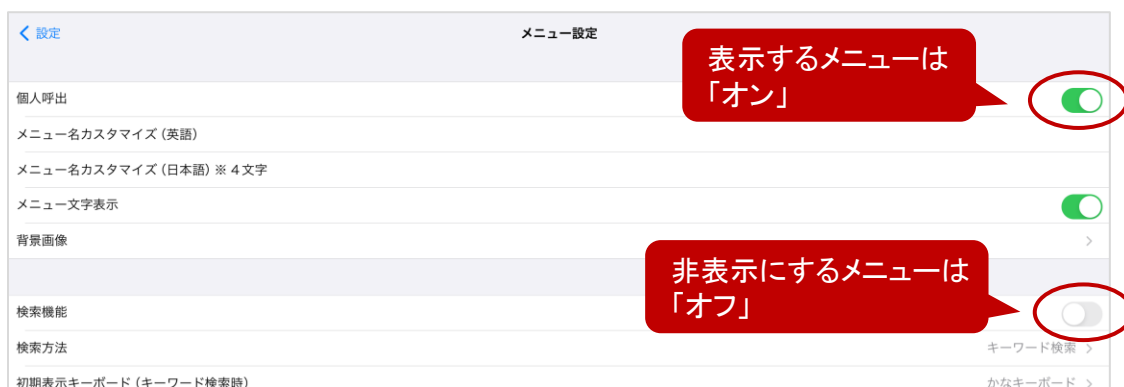 設定
メニュー設定
表示するメニューは
「オン」
個人呼出
メニュー名カスタマイズ（英語）
メニュー名カスタマイズ（日本語）※４文字
メニュー文字表示
背景画像
非表示にするメニューは
「オフ」
検索機能
検索方法
キーワード検索
初期表示キーボード（キーワード検索時）
かなキーボード